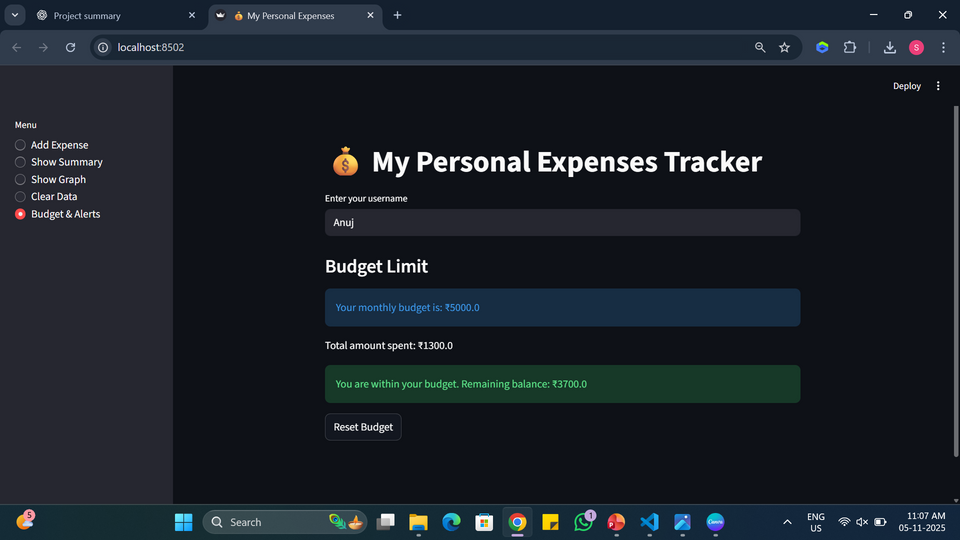 Project summary
My Personal Expenses
localhost:8502
S
Deploy
Menu
Add Expense
Show Summary
Show Graph
Clear Data
Budget & Alerts
My Personal Expenses Tracker
Enter your username
Anuj
Budget Limit
Your monthly budget is: ₹5000.0
Total amount spent: ₹1300.0
You are within your budget. Remaining balance: ₹3700.0
Reset Budget
5
Search
1
P
Canva
ENG
US
11:07 AM
05-11-2025